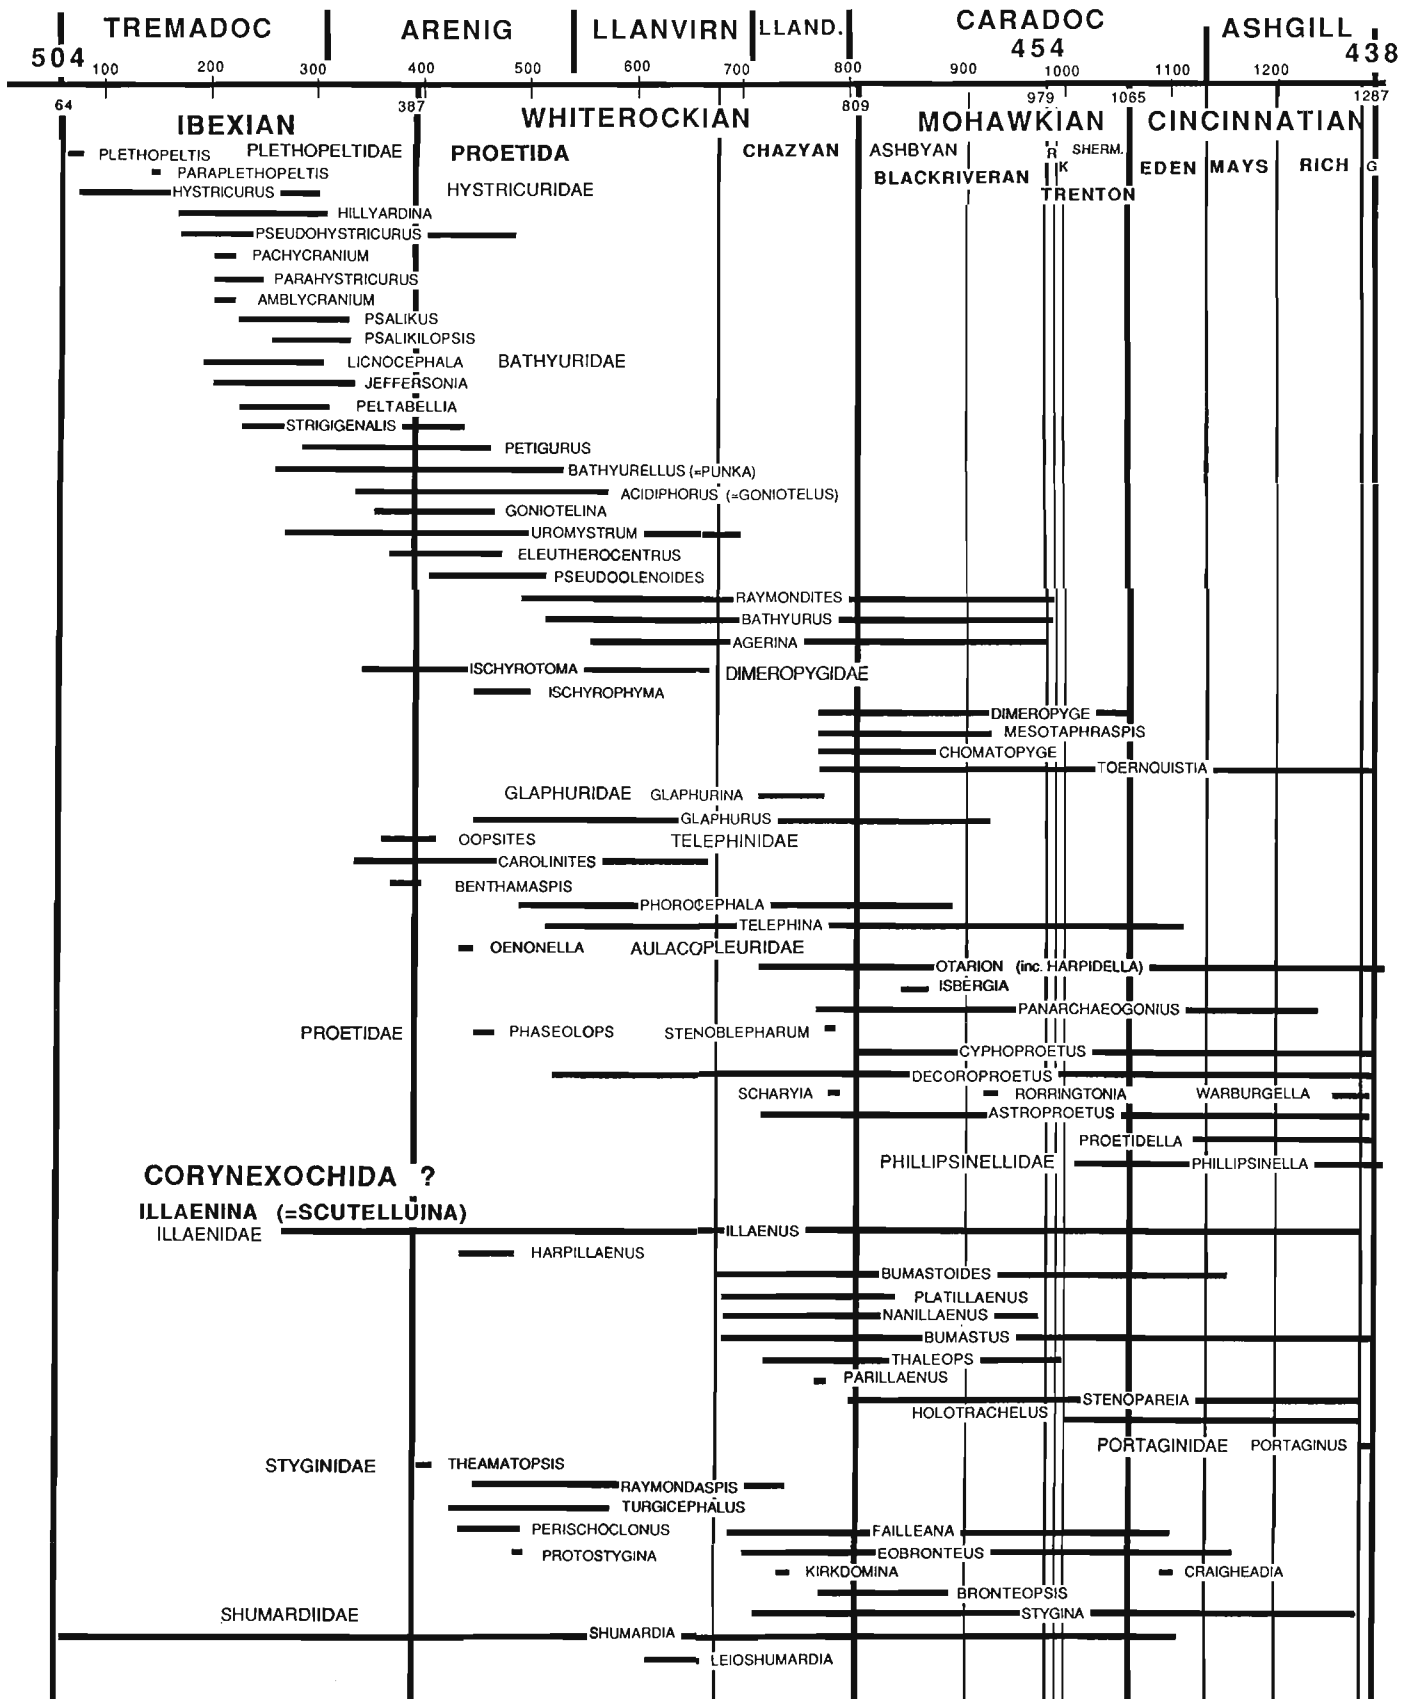 TREMADOC ARENIG LLANVIRN LLAND. CARADOC ASHGILL
504 454 438
100 200 300 400 500 600 700 800 900 1000 1100 1200
64 387 809 979 1065 1287
IBEXIAN WHITEROCKIAN MOHAWKIAN CINCINNATIAN
PLETHOPELTIS PLETHOPELTIDAE PROETIDA CHAZYAN ASHBYAN R SHERM.
PARAPLETHOPELTIS BLACKRIVERAN K EDEN MAYS RICH G
HYSTRICURUS HYSTRICURIDAE TRENTON
HILLYARDINA
PSEUDOHYSTRICURUS
PACHYCRANIUM
PARAHYSTRICURUS
AMBLYCRANIUM
PSALIKUS
PSALIKILOPSIS
LICNOCEPHALA BATHYURIDAE
JEFFERSONIA
PELTABELLIA
STRIGIGENALIS
PETIGURUS
BATHYURELLUS (=PUNKA)
ACIDIPHORUS (=GONIOTELUS)
GONIOTELINA
UROMYSTRUM
ELEUTHEROCENTRUS
PSEUDOOLENOIDES
RAYMONDITES
BATHYURUS
AGERINA
ISCHYROTOMA DIMEROPYGIDAE
ISCHYROPHYMA
DIMEROPYGE
MESOTAPHRASPIS
CHOMATOPYGE
TOERNQUISTIA
GLAPHURIDAE GLAPHURINA
GLAPHURUS
OOPSITES TELEPHINIDAE
CAROLINITES
BENTHAMASPIS
PHOROCEPHALA
TELEPHINA
OENONELLA AULACOPLEURIDAE
OTARION (inc. HARPIDELLA)
ISBERGIA
PANARCHAEOGONIUS
PROETIDAE PHASEOLOPS STENOBLEPHARUM
CYPHOPROETUS
DECOROPROETUS
SCHARYIA RORRINGTONIA WARBURGELLA
ASTROPROETUS
PROETIDELLA
PHILLIPSINELLIDAE PHILLIPSINELLA
CORYNEXOCHIDA ?
ILLAENINA (=SCUTELLUINA)
ILLAENIDAE ILLAENUS
HARPILLAENUS
BUMASTOIDES
PLATILLAENUS
NANILLAENUS
BUMASTUS
THALEOPS
PARILLAENUS
STENOPAREIA
HOLOTRACHELUS
PORTAGINIDAE PORTAGINUS
STYGINIDAE THEAMATOPSIS
RAYMONDASPIS
TURGICEPHALUS
PERISCHOCLONUS FAILLEANA
PROTOSTYGINA EOBRONTEUS
KIRKDOMINA CRAIGHEADIA
BRONTEOPSIS
SHUMARDIIDAE STYGINA
SHUMARDIA
LEIOSHUMARDIA